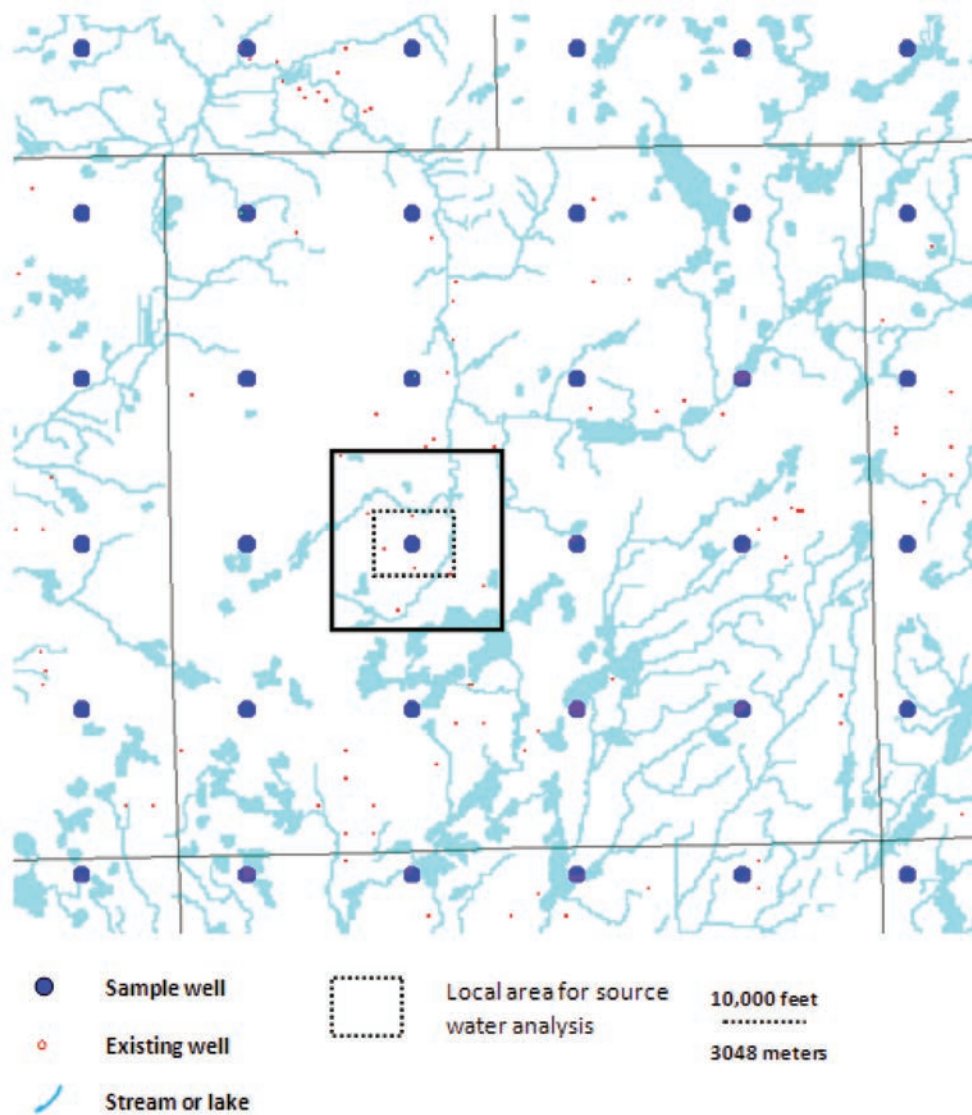 Sample well
Existing well
Stream or lake
Local area for source
water analysis
10,000 feet
3048 meters